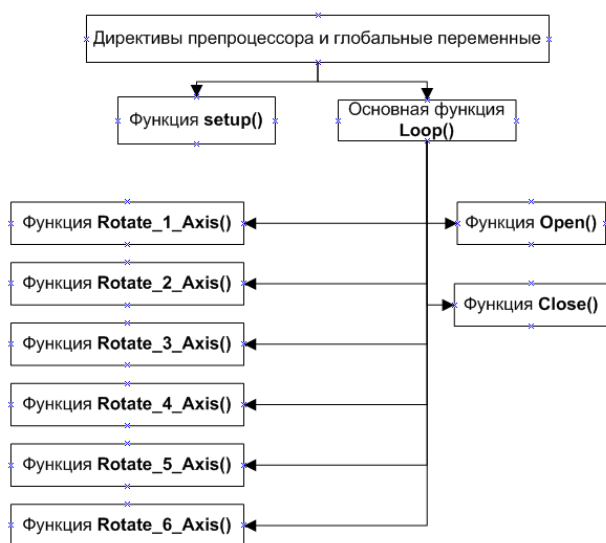 Директивы препроцессора и глобальные переменные
Функция setup()
Основная функция
Loop()
Функция Rotate_1_Axis()
Функция Open()
Функция Rotate_2_Axis()
Функция Close()
Функция Rotate_3_Axis()
Функция Rotate_4_Axis()
Функция Rotate_5_Axis()
Функция Rotate_6_Axis()